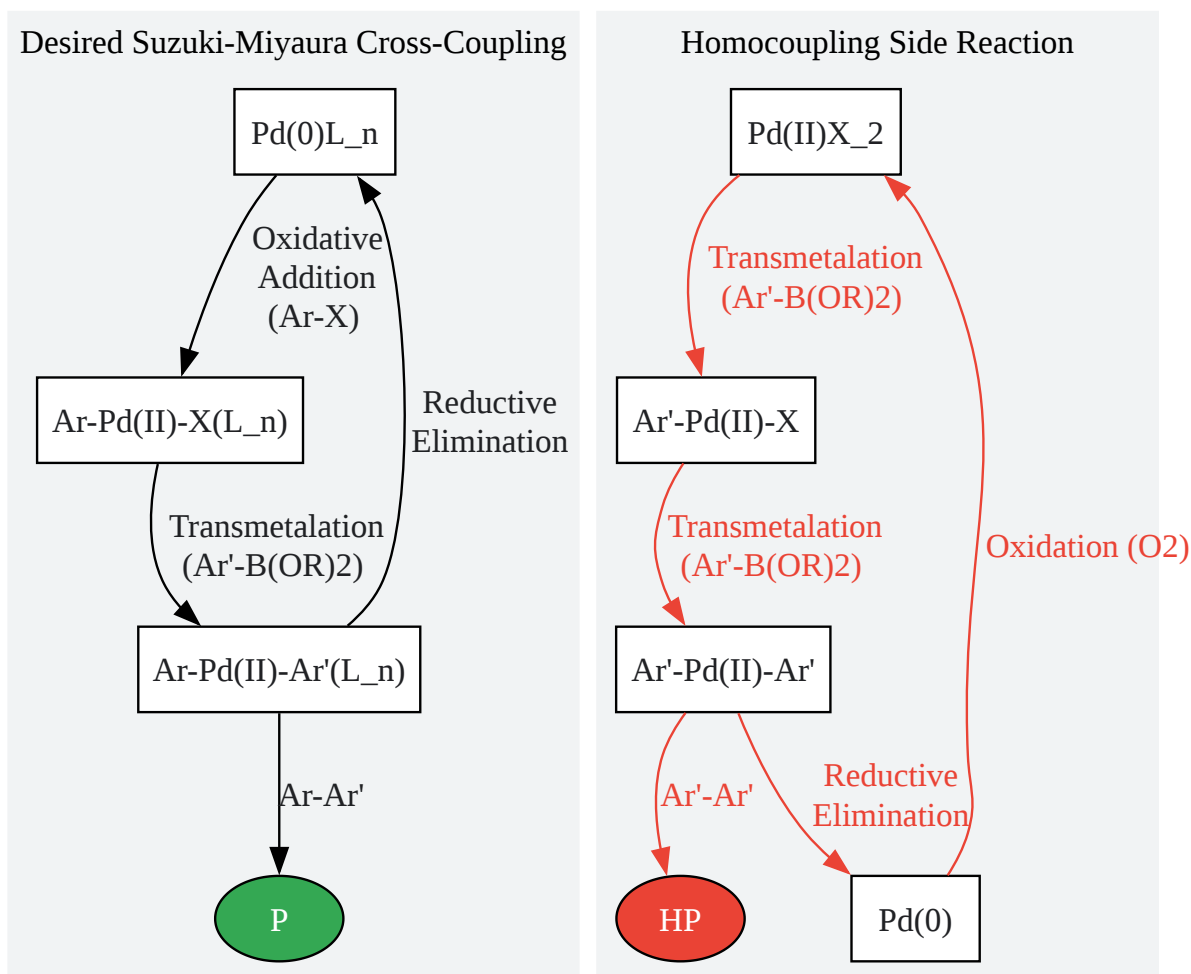 Desired Suzuki-Miyaura Cross-Coupling
Pd(0)L_n
Oxidative
Addition
(Ar-X)
Ar-Pd(II)-X(L_n)
Reductive
Elimination
Transmetalation
(Ar'-B(OR)2)
Ar-Pd(II)-Ar'(L_n)
Ar-Ar'
P
Homocoupling Side Reaction
Pd(II)X_2
Transmetalation
(Ar'-B(OR)2)
Ar'-Pd(II)-X
Transmetalation
(Ar'-B(OR)2)
Oxidation (O2)
Ar'-Pd(II)-Ar'
Ar'-Ar'
Reductive
Elimination
HP
Pd(0)